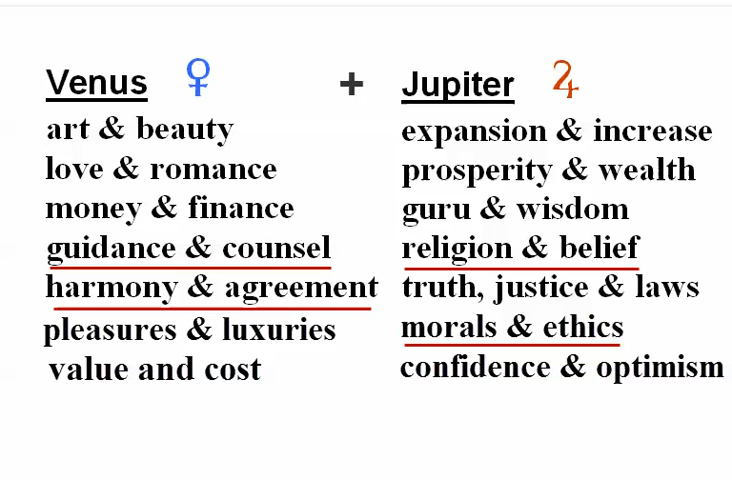 Venus ♀ + Jupiter ♃
art & beauty
love & romance
money & finance
guidance & counsel
harmony & agreement
pleasures & luxuries
value and cost
expansion & increase
prosperity & wealth
guru & wisdom
religion & belief
truth, justice & laws
morals & ethics
confidence & optimism